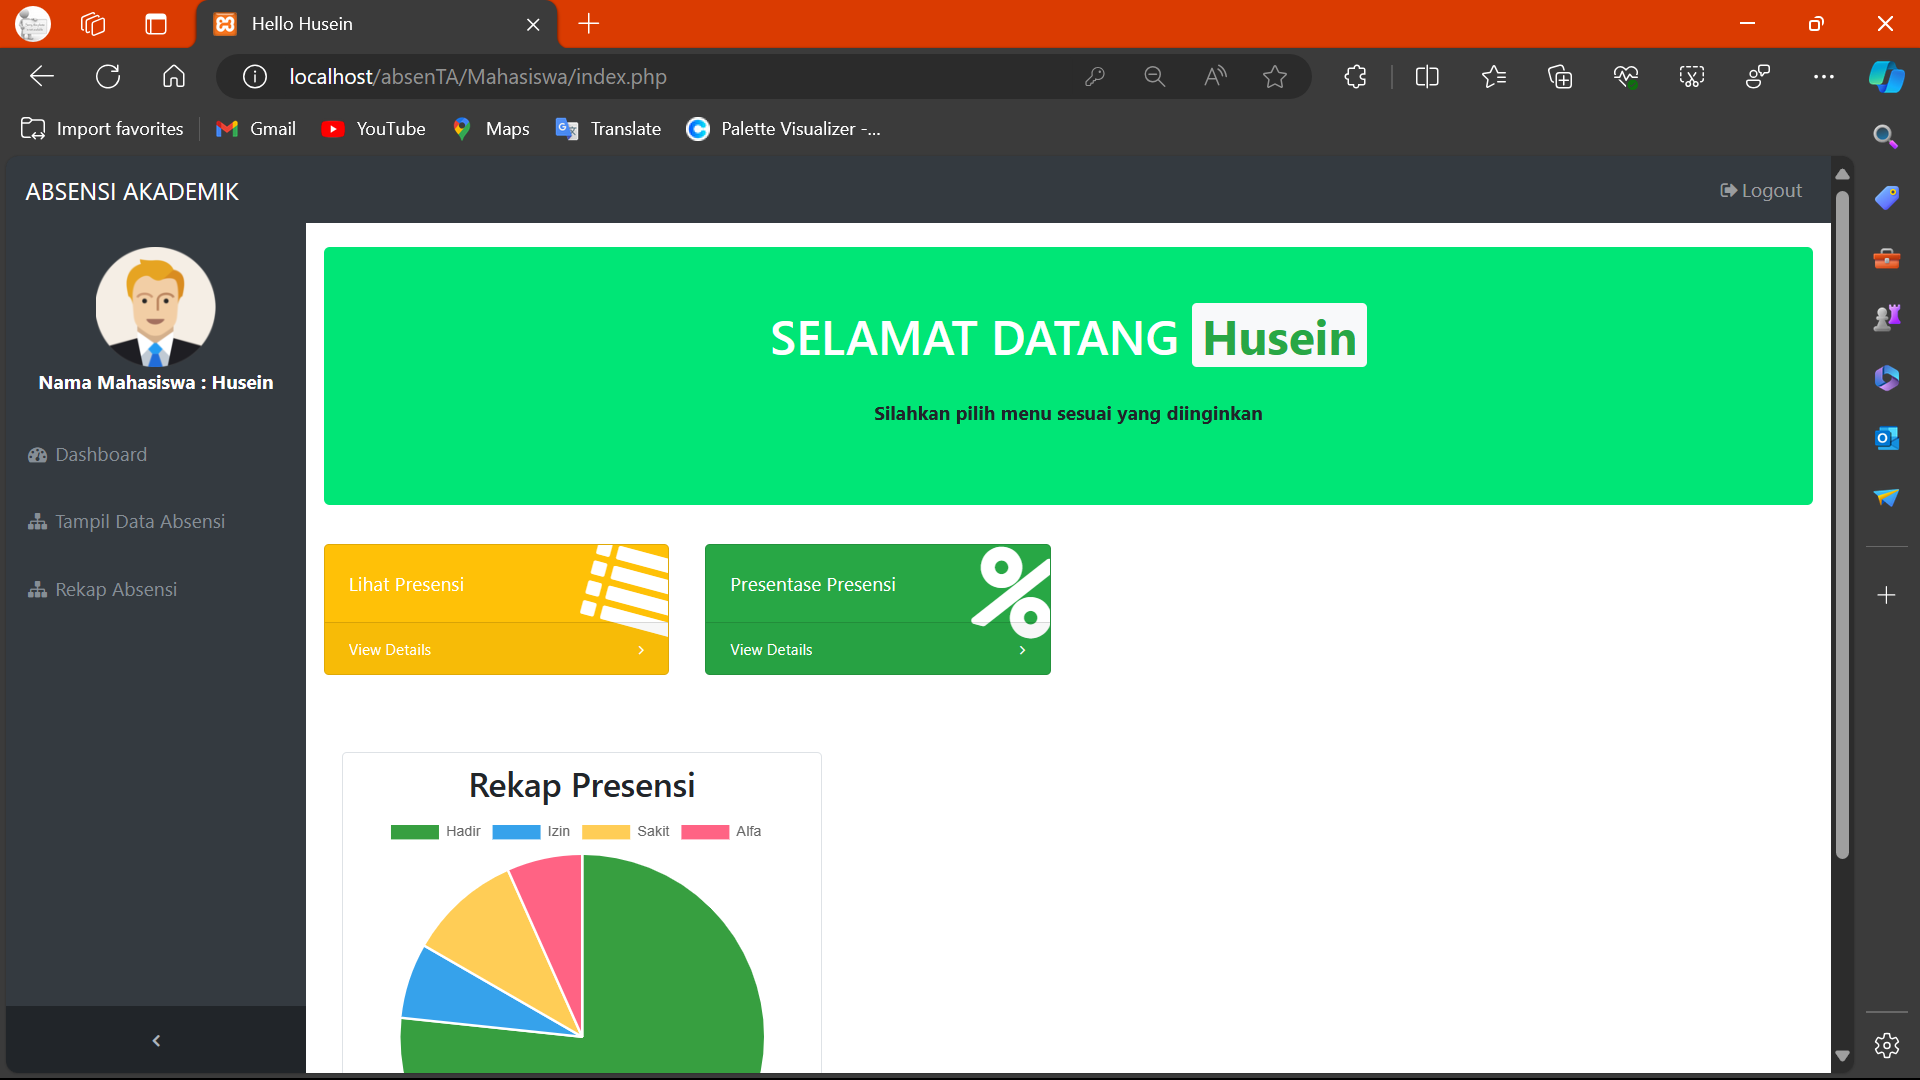 Hello Husein
localhost/absenTA/Mahasiswa/index.php
Import favorites
Gmail
YouTube
Maps
Translate
Palette Visualizer -...
ABSENSI AKADEMIK
Logout
Nama Mahasiswa : Husein
Dashboard
Tampil Data Absensi
Rekap Absensi
SELAMAT DATANG Husein
Silahkan pilih menu sesuai yang diinginkan
Lihat Presensi
View Details
Presentase Presensi
View Details
Rekap Presensi
Hadir Izin Sakit Alfa